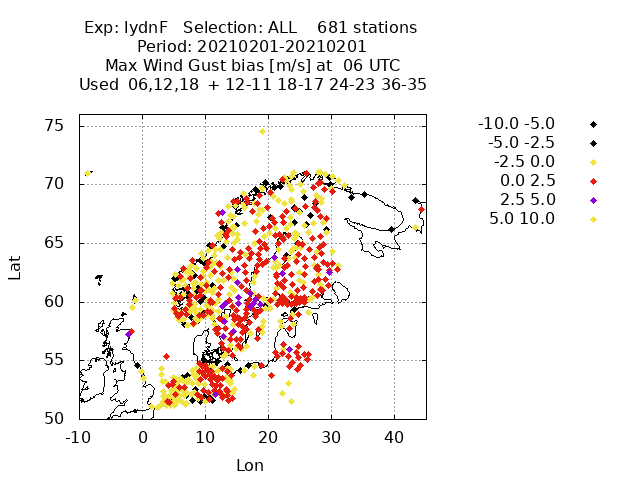 Exp: lydnF   Selection: ALL    681 stations
Period: 20210201-20210201
Max Wind Gust bias [m/s] at  06 UTC
Used  06,12,18  + 12-11 18-17 24-23 36-35
-10.0 -5.0
-5.0 -2.5
-2.5 0.0
0.0 2.5
2.5 5.0
5.0 10.0
75
70
65
60
55
50
Lat
-10 0 10 20 30 40
Lon